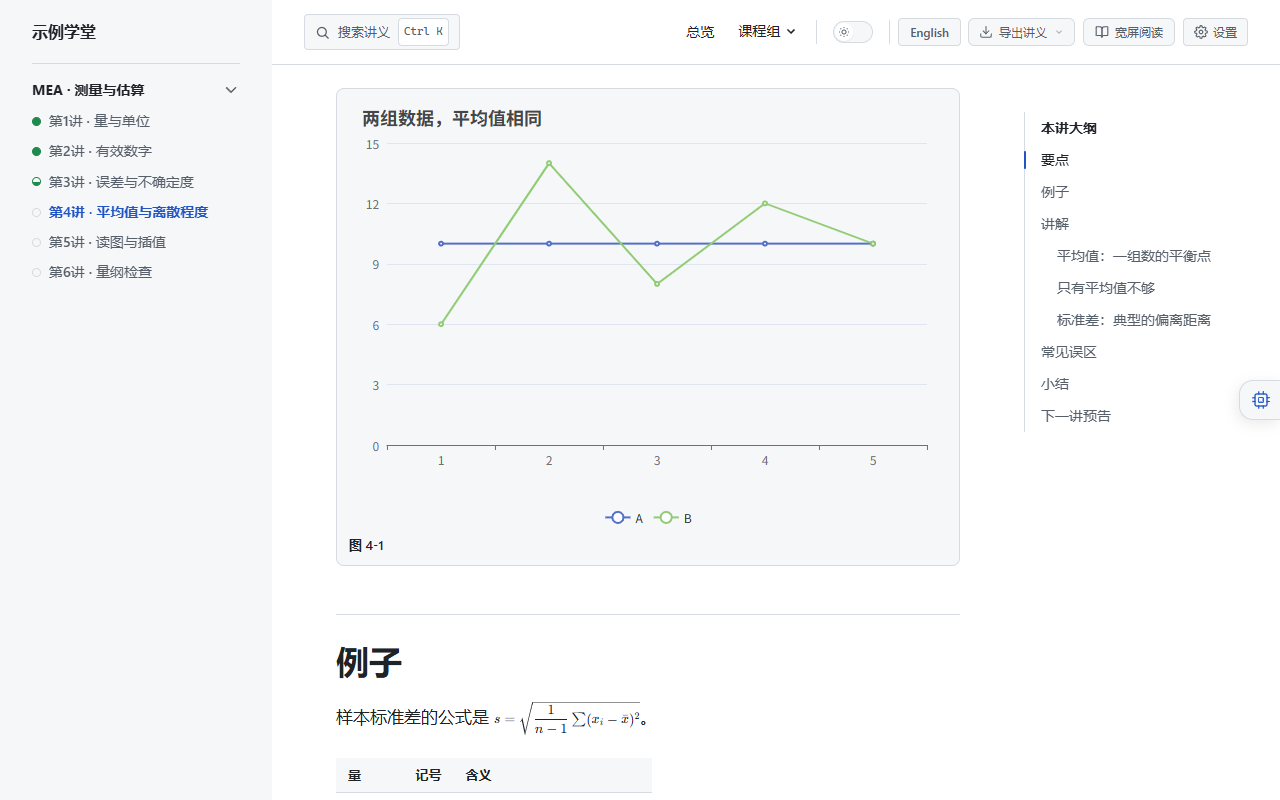 示例学堂
搜索讲义 Ctrl K
总览
课程组
English
导出讲义
宽屏阅读
设置
MEA · 测量与估算
第1讲 · 量与单位
第2讲 · 有效数字
第3讲 · 误差与不确定度
第4讲 · 平均值与离散程度
第5讲 · 读图与插值
第6讲 · 量纲检查
两组数据，平均值相同
15
12
9
6
3
0
1 2 3 4 5
A B
图 4-1
例子
样本标准差的公式是 s = √(1/(n − 1) ∑(xᵢ − x̄)²)。
量 记号 含义
本讲大纲
要点
例子
讲解
平均值：一组数的平衡点
只有平均值不够
标准差：典型的偏离距离
常见误区
小结
下一讲预告